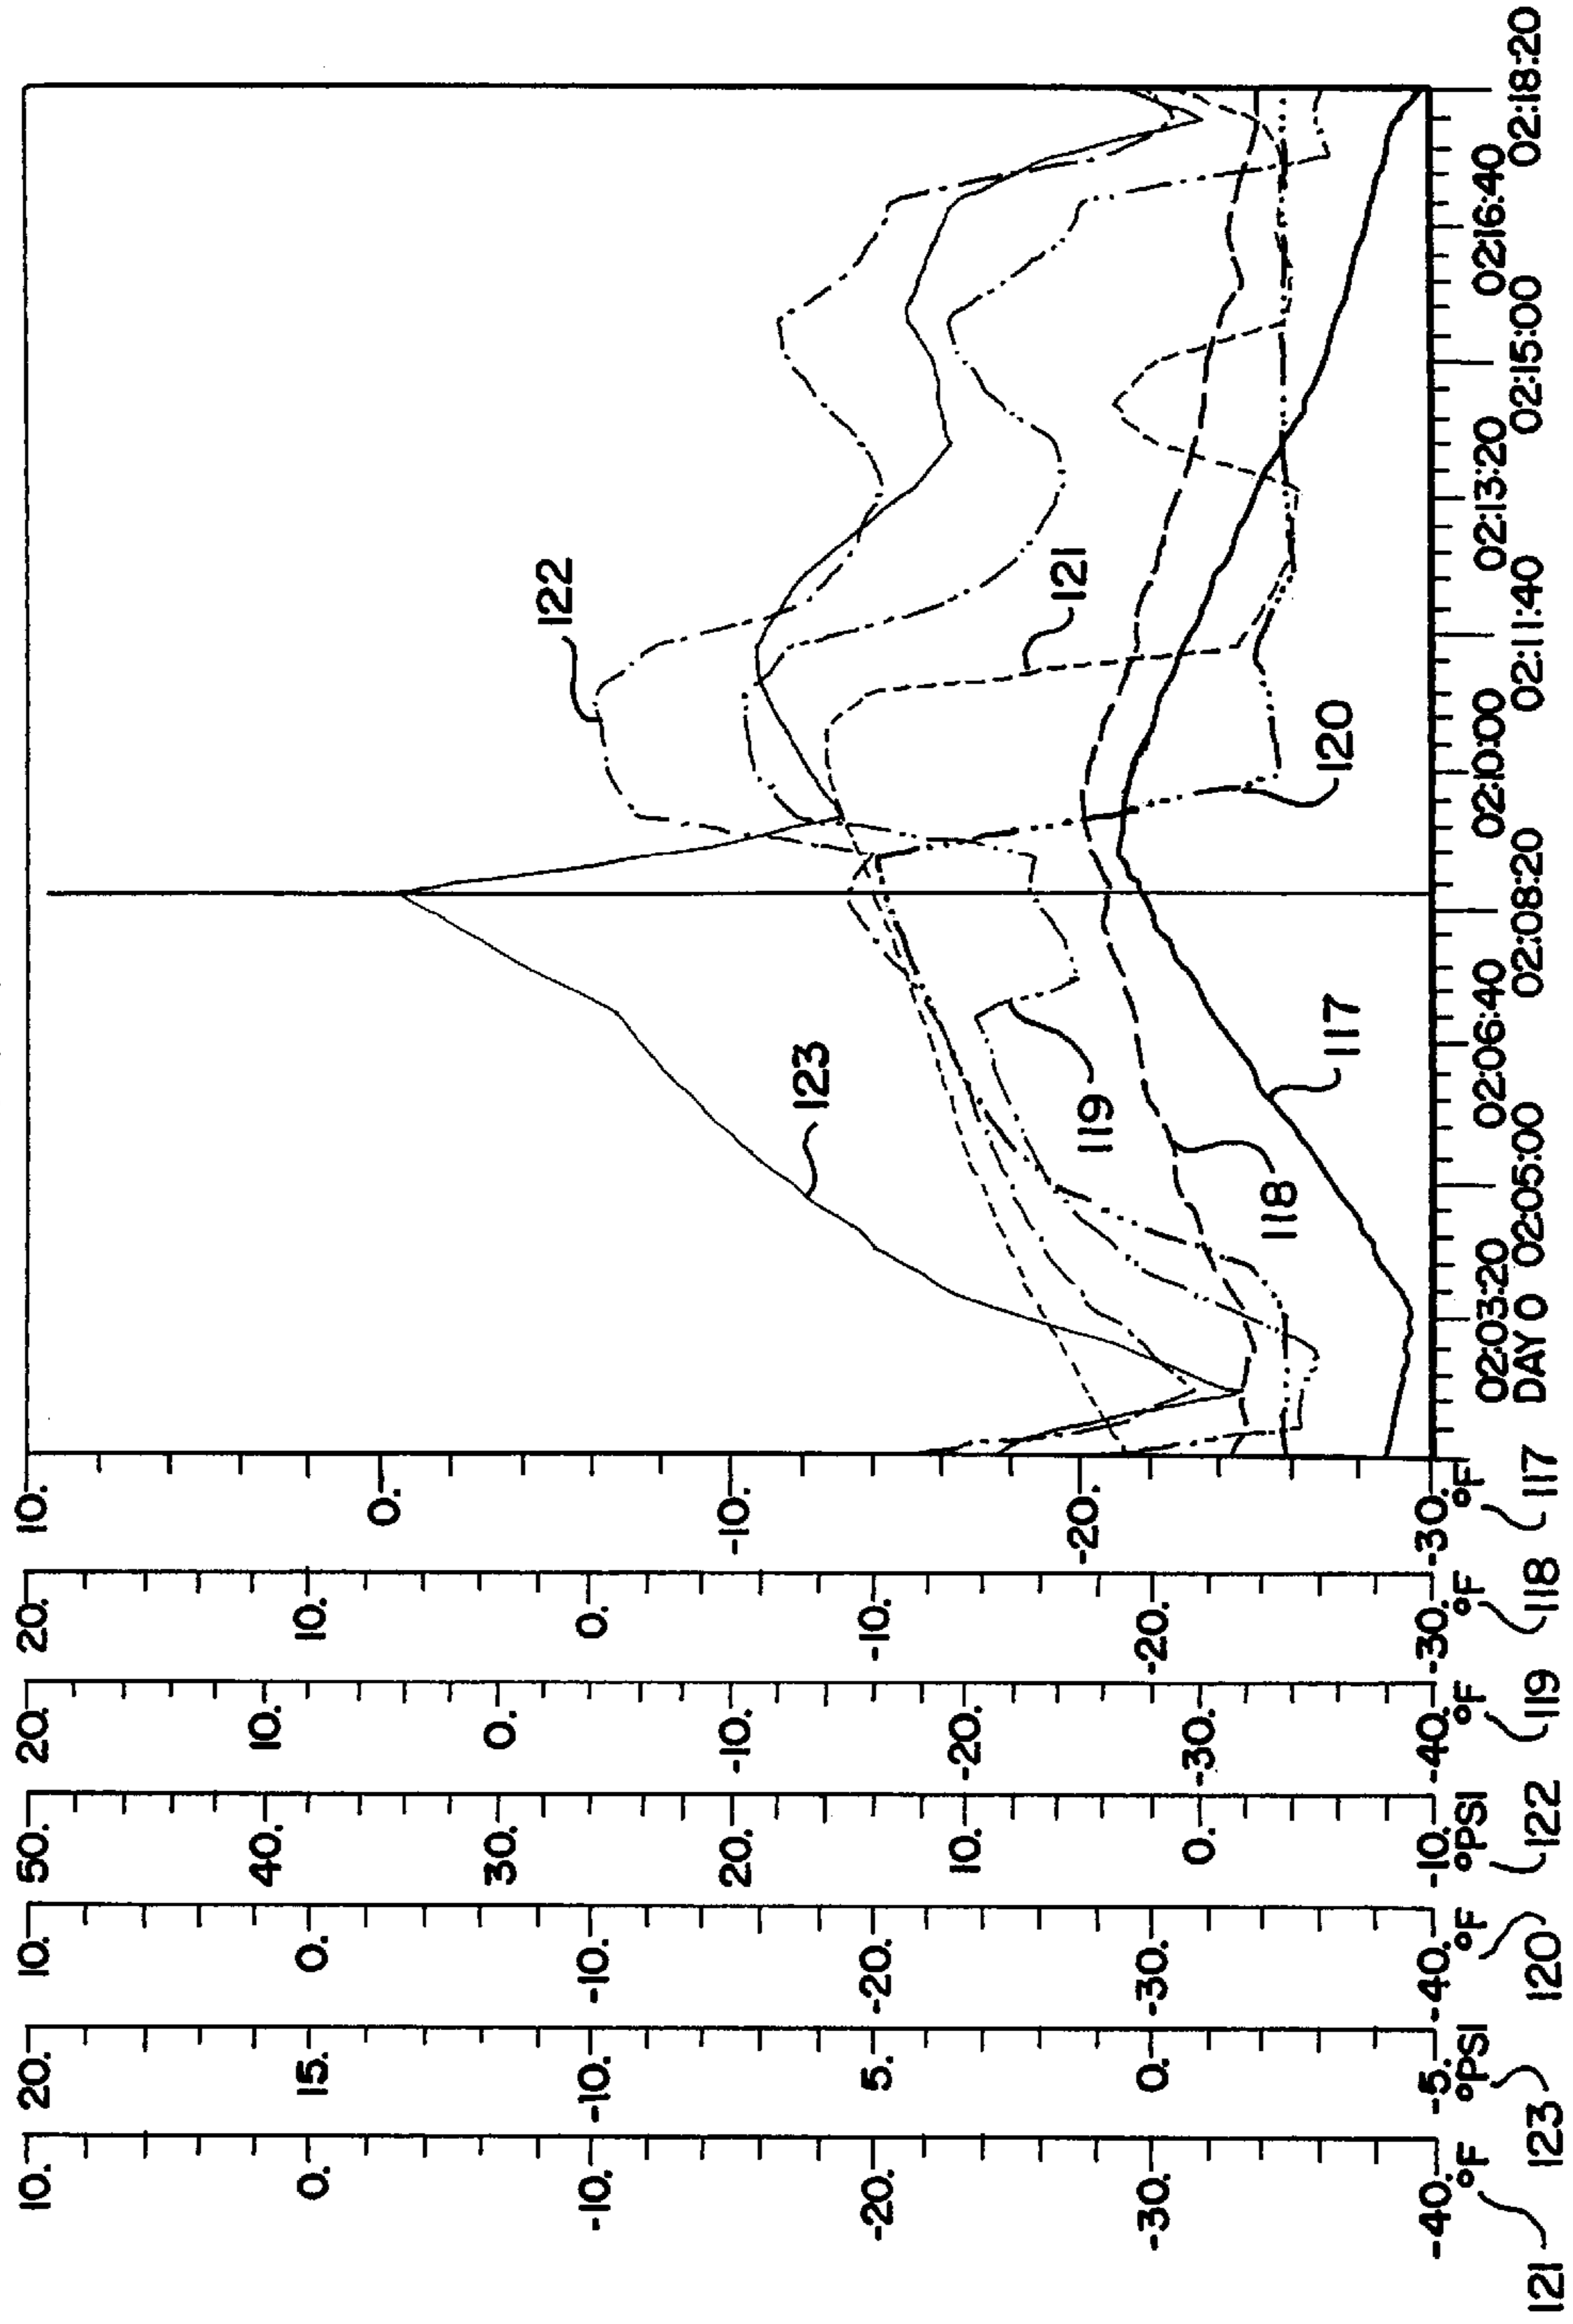 10. 0. -10. -20. -30. °F 117
20. 10. 0. -10. -20. -30. °F 118
20. 10. 0. -10. -20. -30. -40. °F 119
50. 40. 30. 20. 10. 0. -10. °PSI 122
10. 0. -10. -20. -30. -40. °F 120
20. 15. -10. 5. 0. -5. °PSI 123
10. 0. -10. -20. -30. -40. °F 121
122
123
121
119
120
118
117
02:03:20 02:06:40 02:10:00 02:13:20 02:16:40
DAY 0 02:05:00 02:08:20 02:11:40 02:15:00 02:18:20